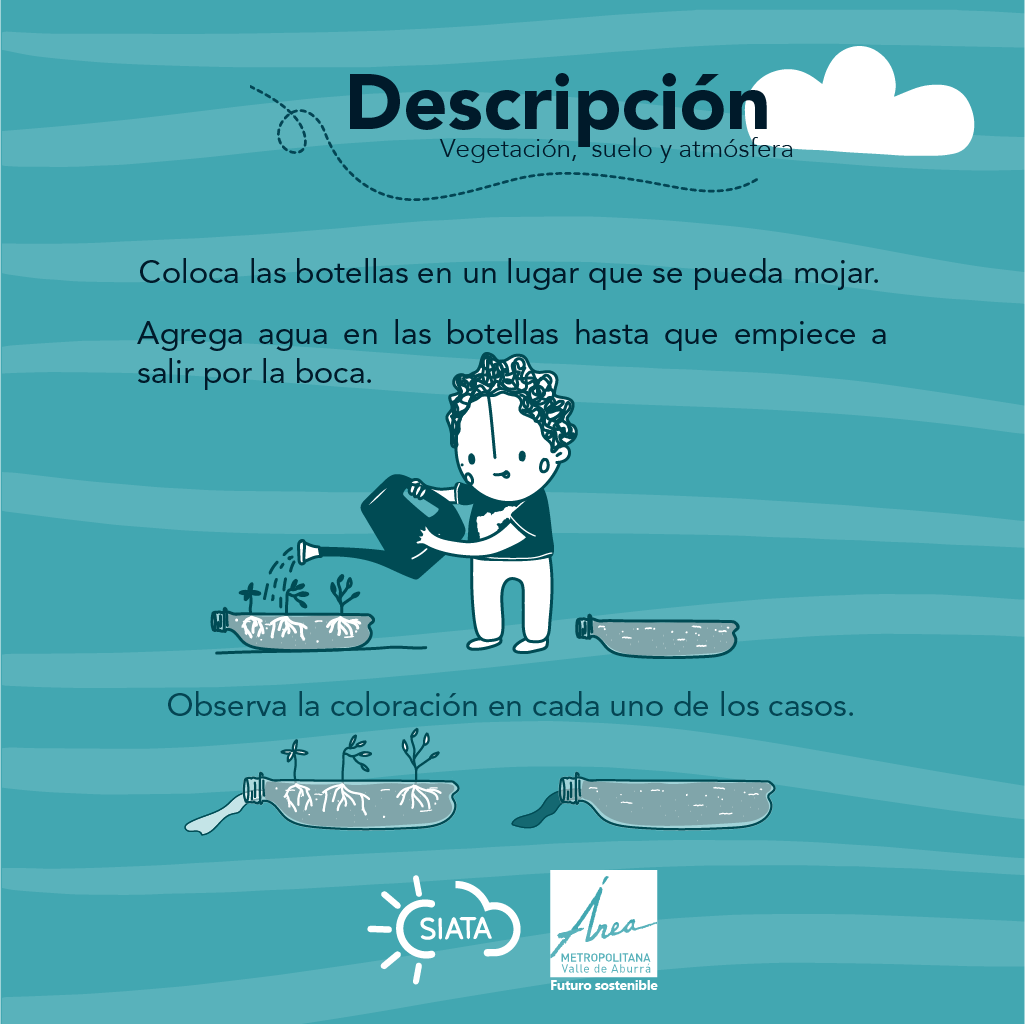 Descripción
Vegetación, suelo y atmósfera
Coloca las botellas en un lugar que se pueda mojar.
Agrega agua en las botellas hasta que empiece a
salir por la boca.
Observa la coloración en cada uno de los casos.
SIATA
Área
METROPOLITANA
Valle de Aburrá
Futuro sostenible